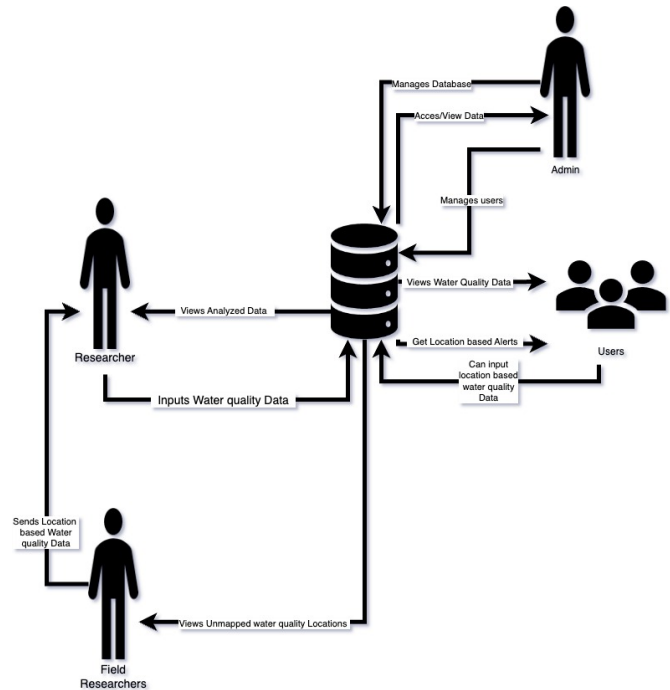 Manages Database
Acces/View Data
Admin
Manages users
Views Water Quality Data
Views Analyzed Data
Get Location based Alerts
Users
Researcher
Can input
location based
water quality
Data
Inputs Water quality Data
Sends Location
based Water
quality Data
Views Unmapped water quality Locations
Field
Researchers